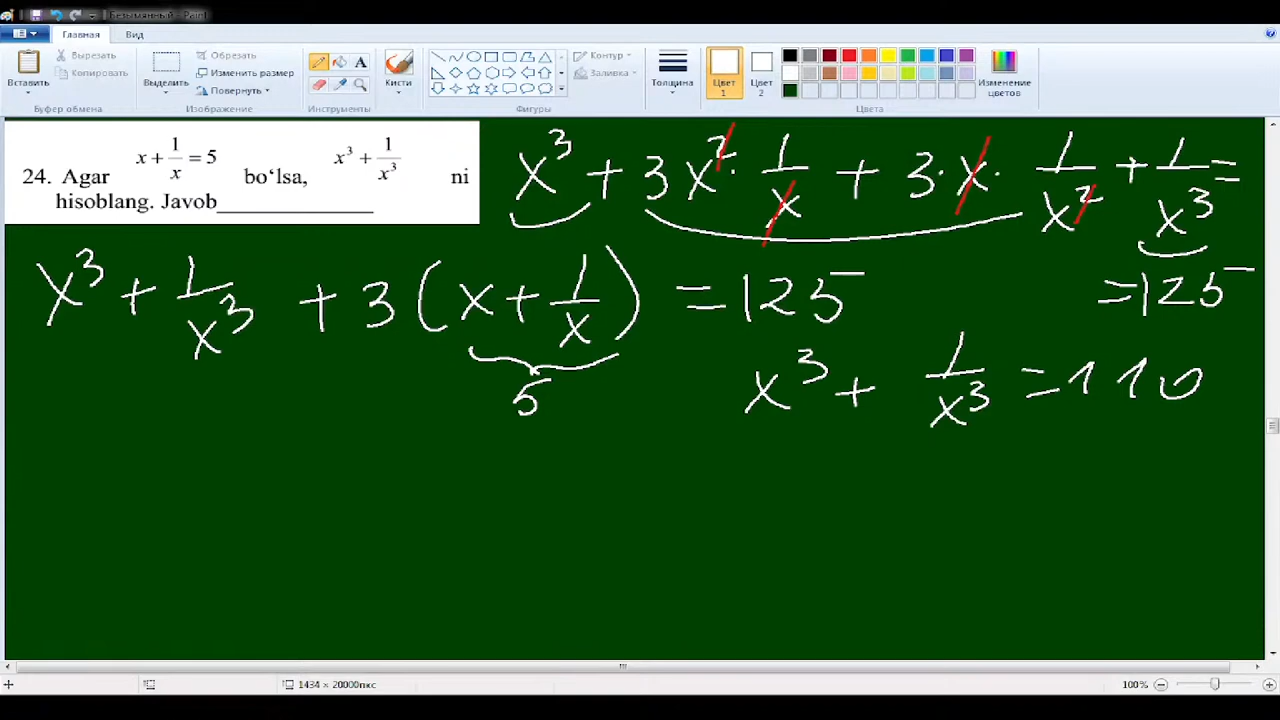 Безымянный - Paint
Главная Вид
Вставить
Вырезать
Копировать
Буфер обмена
Выделить
Обрезать
Изменить размер
Повернуть
Изображение
A
Инструменты
Кисти
Контур
Заливка
Фигуры
Толщина
Цвет 1
Цвет 2
Изменение цветов
Цвета
24. Agar x + 1/x = 5 bo‘lsa, x³ + 1/x³ ni
hisoblang. Javob______________
x³ + 3x² · 1/x + 3 · x · 1/x² + 1/x³ =
= 125
x³ + 1/x³ + 3(x + 1/x) = 125
5
x³ + 1/x³ = 110
1434 × 20000пкс
100%